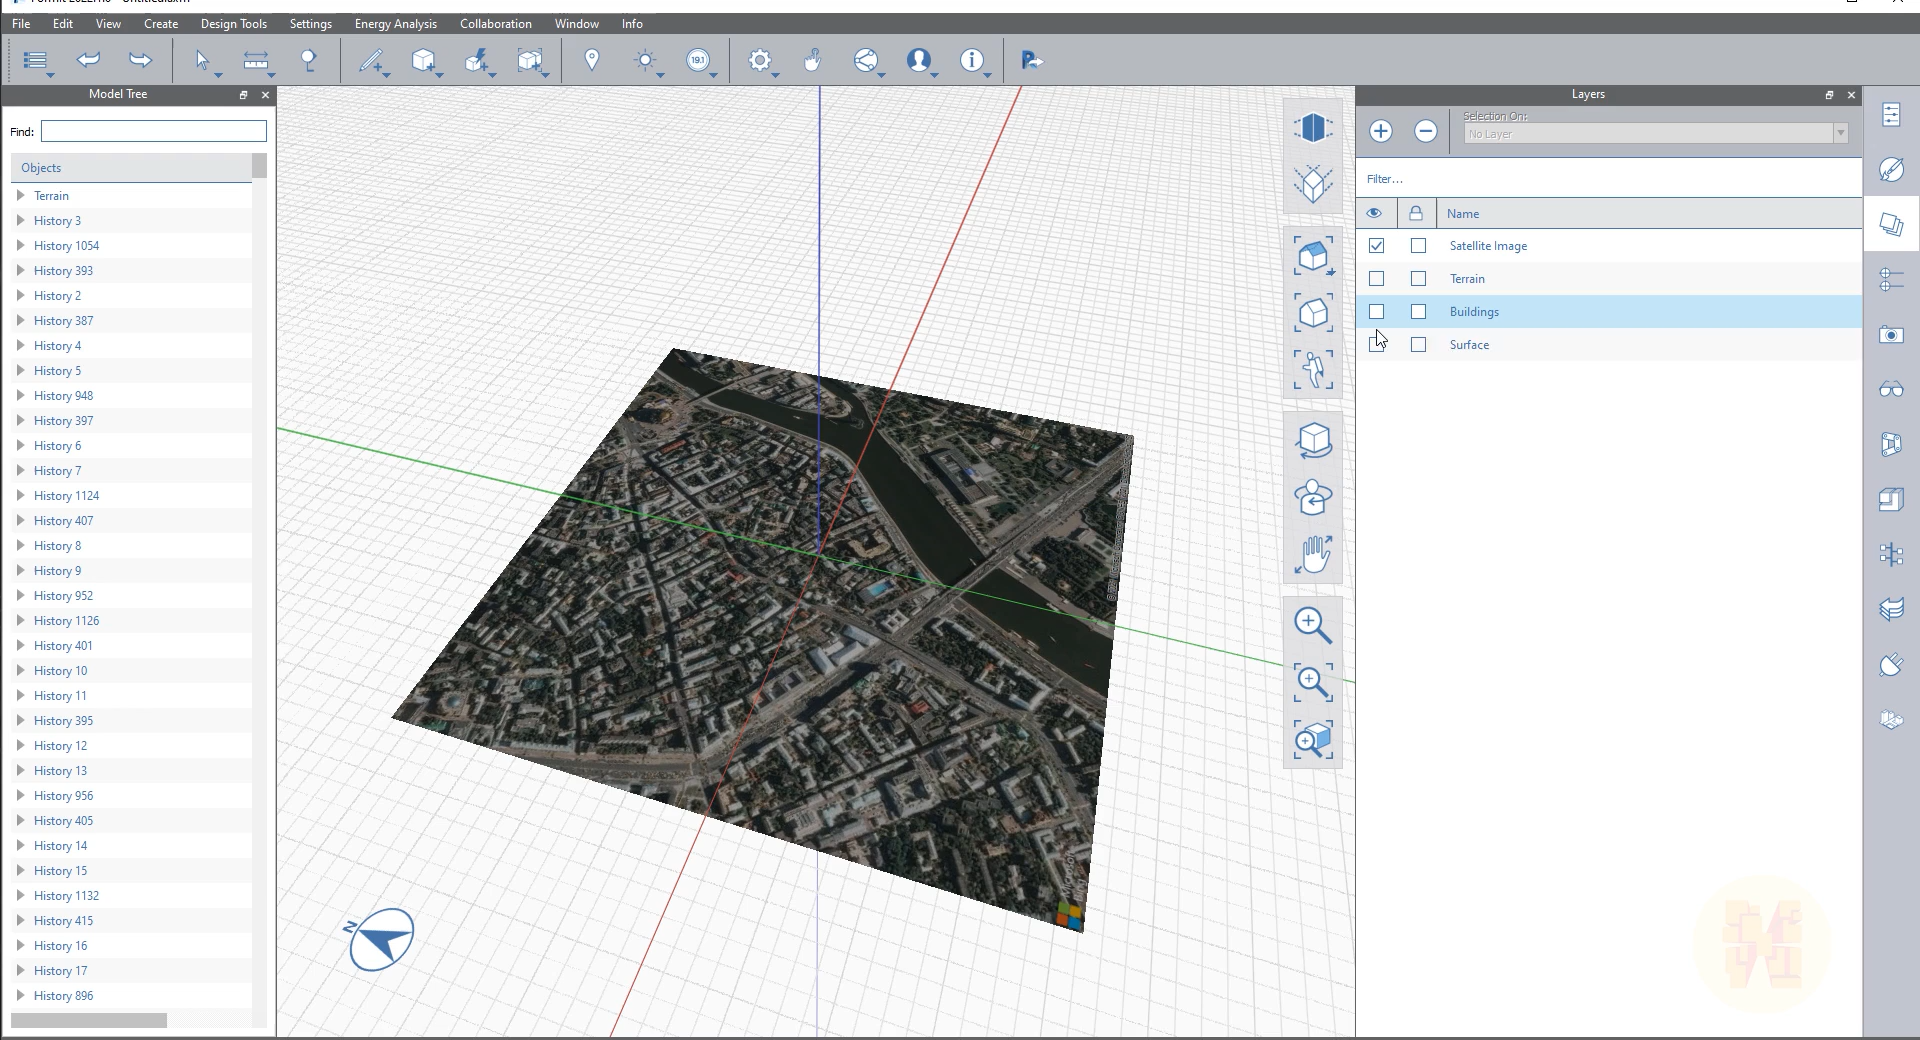 File Edit View Create Design Tools Settings Energy Analysis Collaboration Window Info
19.1
Model Tree
Find:
Objects
Terrain
History 3
History 1054
History 393
History 2
History 387
History 4
History 5
History 948
History 397
History 6
History 7
History 1124
History 407
History 8
History 9
History 952
History 1126
History 401
History 10
History 11
History 395
History 12
History 13
History 956
History 405
History 14
History 15
History 1132
History 415
History 16
History 17
History 896
N
Layers
Selection On:
No Layer
Filter...
Name
Satellite Image
Terrain
Buildings
Surface